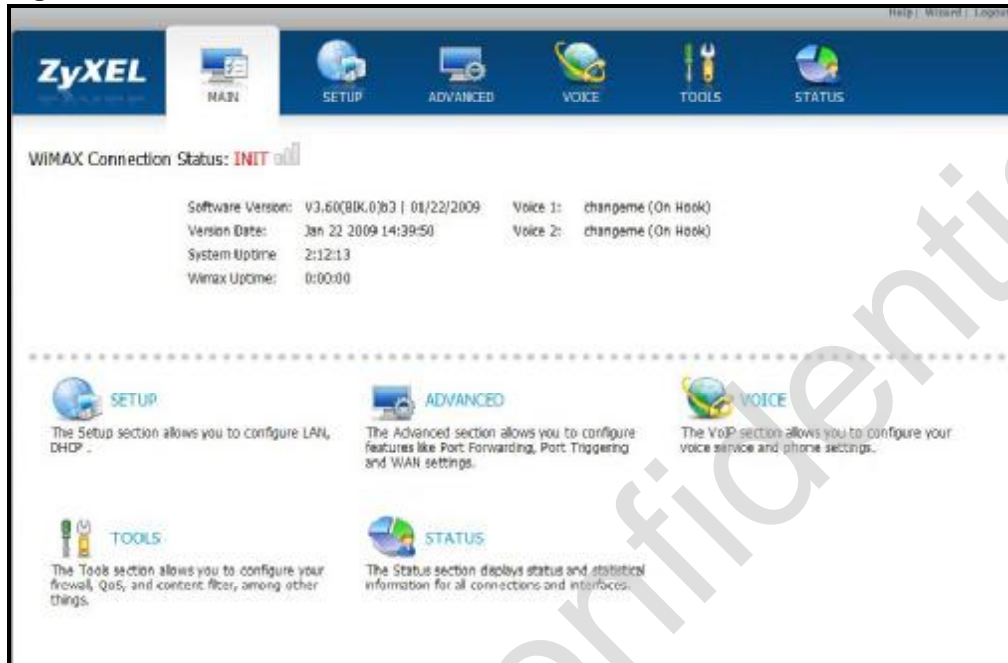 Help | Wizard | Logout
ZyXEL
MAIN
SETUP
ADVANCED
VOICE
TOOLS
STATUS
WiMAX Connection Status: INIT
Software Version: V3.60(BIK.0)b3 | 01/22/2009
Voice 1: changeme (On Hook)
Version Date: Jan 22 2009 14:39:50
Voice 2: changeme (On Hook)
System Uptime 2:12:13
Wimax Uptime: 0:00:00
SETUP
The Setup section allows you to configure LAN,
DHCP .
ADVANCED
The Advanced section allows you to configure
features like Port Forwarding, Port Triggering
and WAN settings.
VOICE
The VoIP section allows you to configure your
voice service and phone settings.
TOOLS
The Tools section allows you to configure your
firewall, QoS, and content filter, among other
things.
STATUS
The Status section displays status and statistical
information for all connections and interfaces.